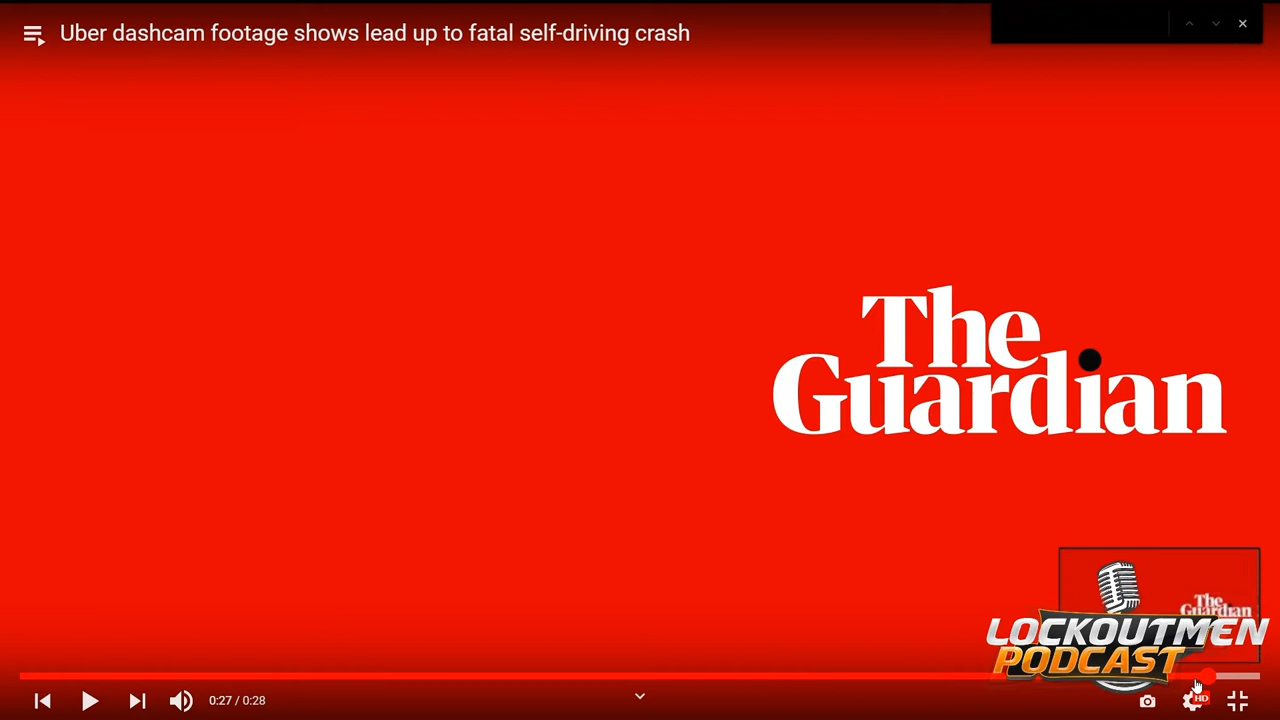 Uber dashcam footage shows lead up to fatal self-driving crash
The
Guardian
The
Guardian
LOCKOUTMEN
PODCAST
0:27 / 0:28
HD